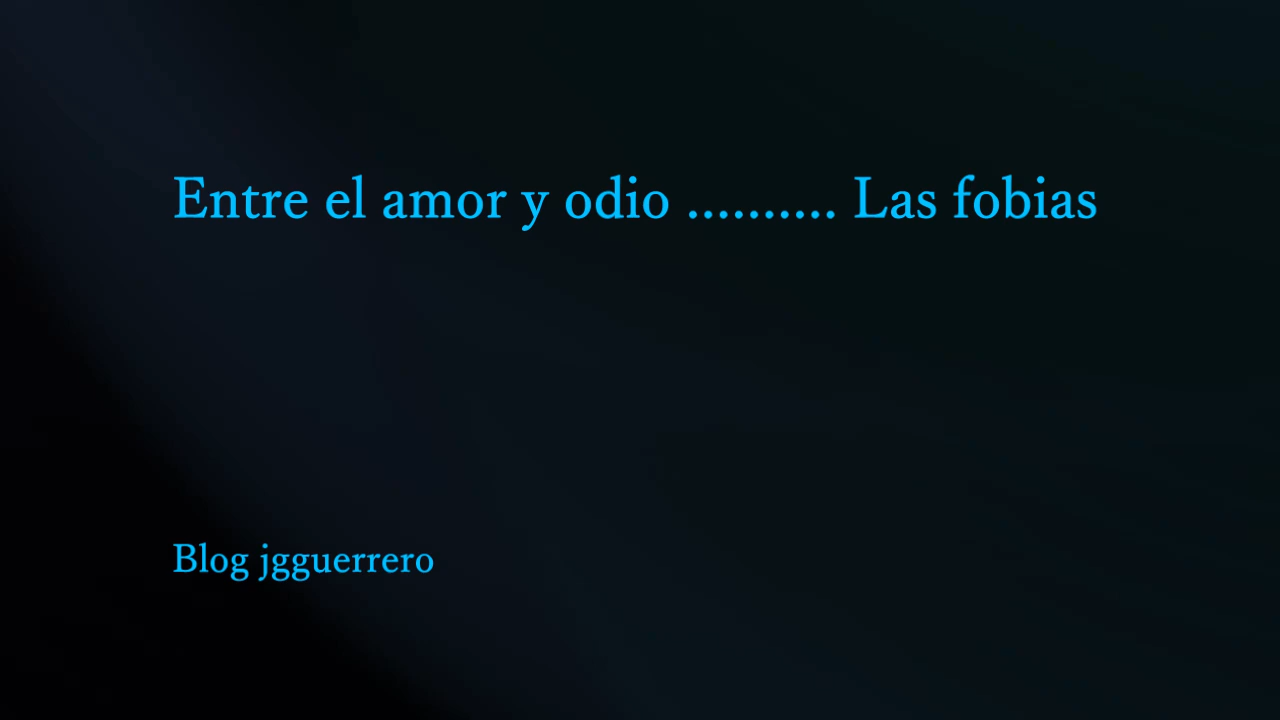 Entre el amor y odio .......... Las fobias
Blog jgguerrero